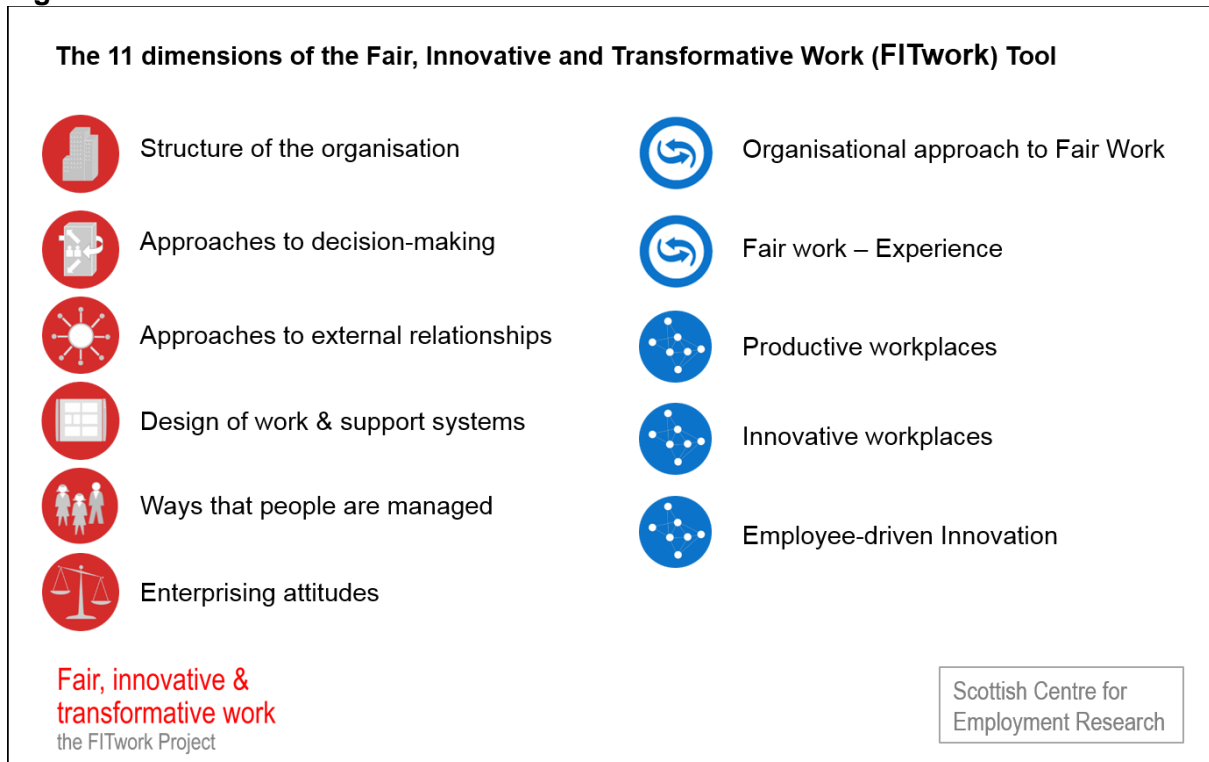 The 11 dimensions of the Fair, Innovative and Transformative Work (FITwork) Tool
Structure of the organisation
Approaches to decision-making
Approaches to external relationships
Design of work & support systems
Ways that people are managed
Enterprising attitudes
Organisational approach to Fair Work
Fair work – Experience
Productive workplaces
Innovative workplaces
Employee-driven Innovation
Fair, innovative &
transformative work
the FITwork Project
Scottish Centre for
Employment Research